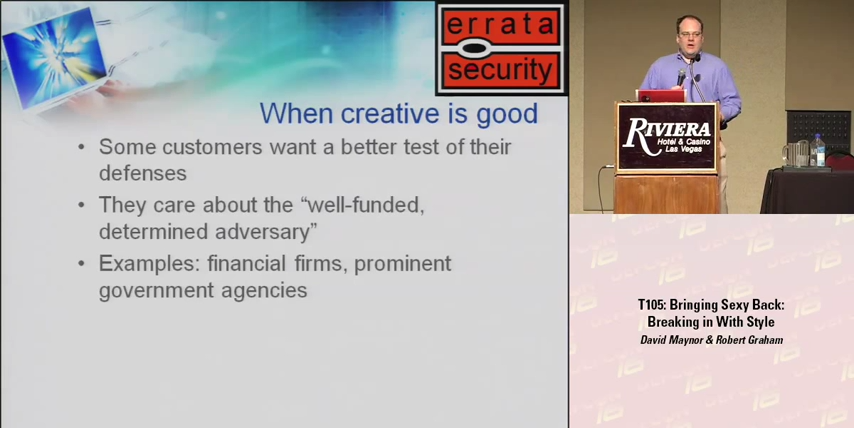 errata
security
When creative is good
• Some customers want a better test of their
defenses
• They care about the “well-funded,
determined adversary”
• Examples: financial firms, prominent
government agencies
RIVIERA
Hotel & Casino
Las Vegas
T105: Bringing Sexy Back:
Breaking in With Style
David Maynor & Robert Graham